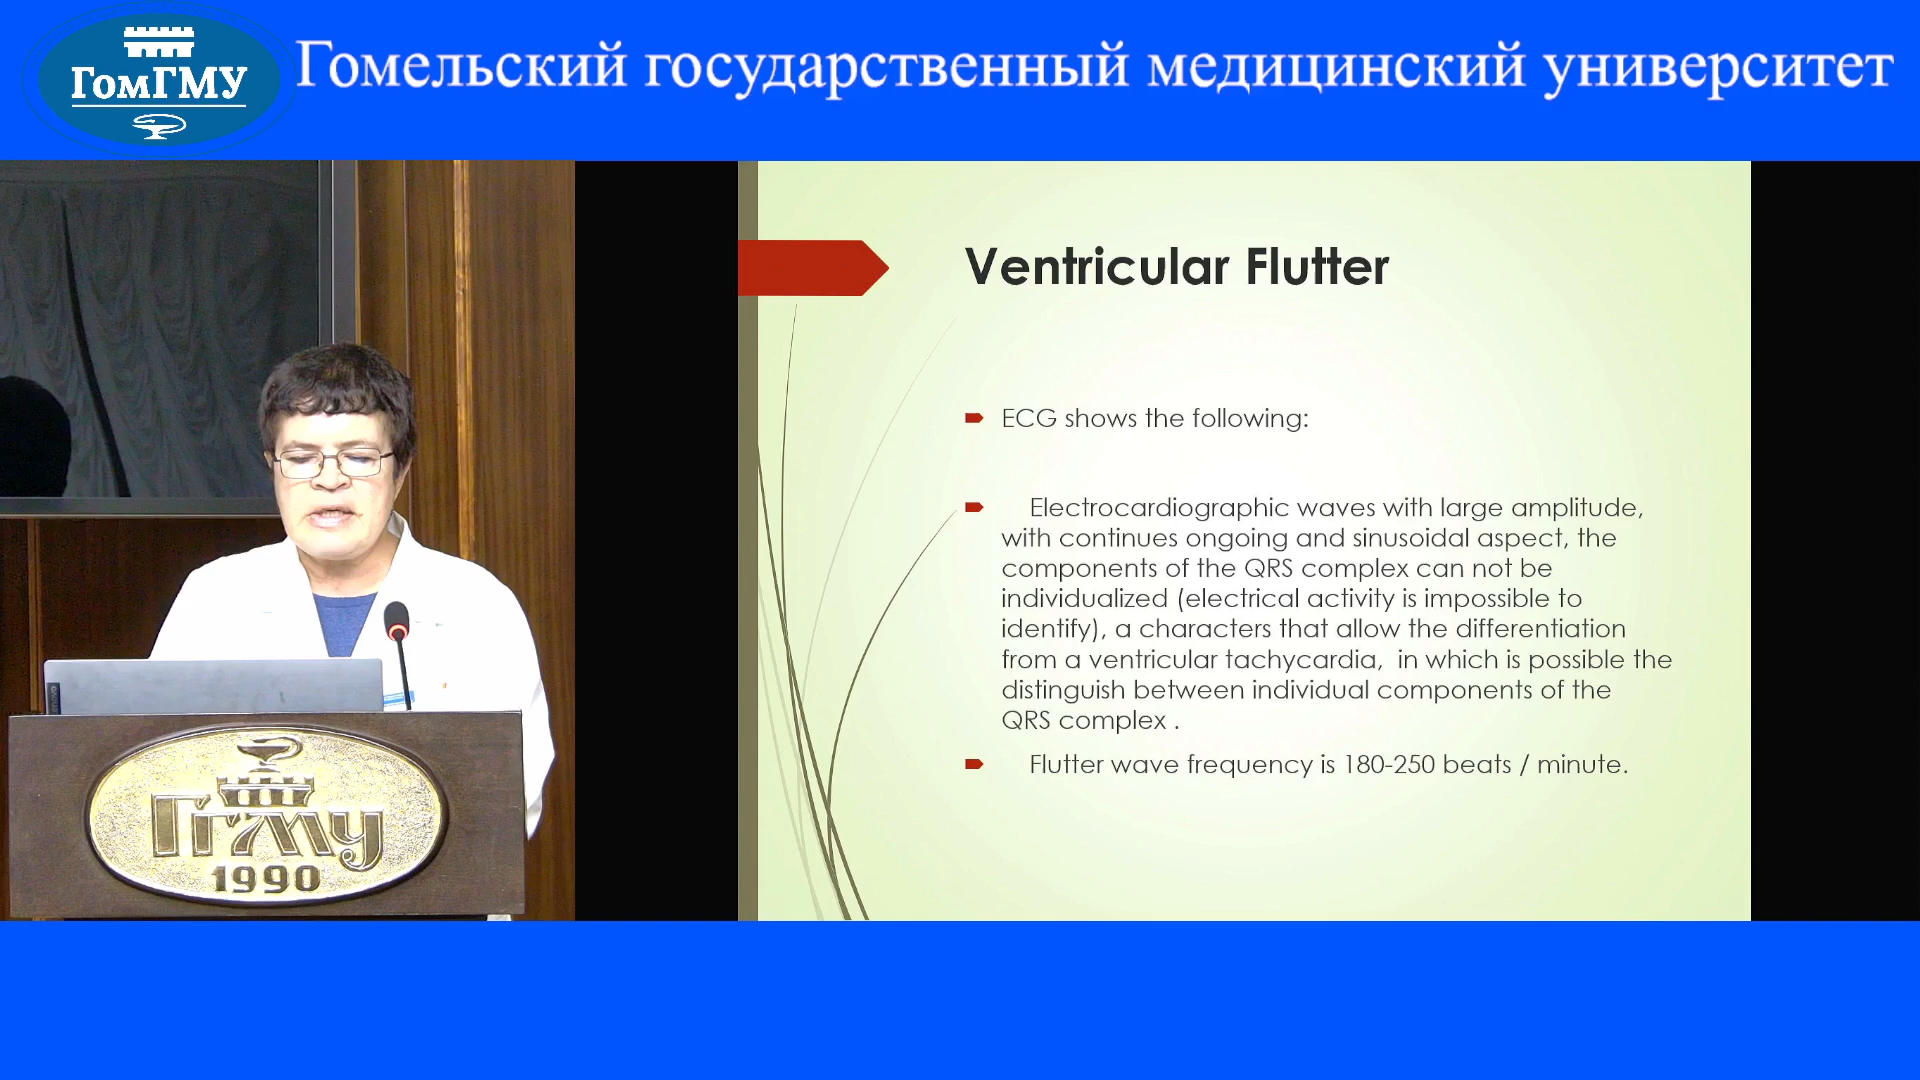 ГомГМУ
Гомельский государственный медицинский университет
Ventricular Flutter
ECG shows the following:
Electrocardiographic waves with large amplitude,
with continues ongoing and sinusoidal aspect, the
components of the QRS complex can not be
individualized (electrical activity is impossible to
identify), a characters that allow the differentiation
from a ventricular tachycardia, in which is possible the
distinguish between individual components of the
QRS complex .
Flutter wave frequency is 180-250 beats / minute.
ГГМУ
1990